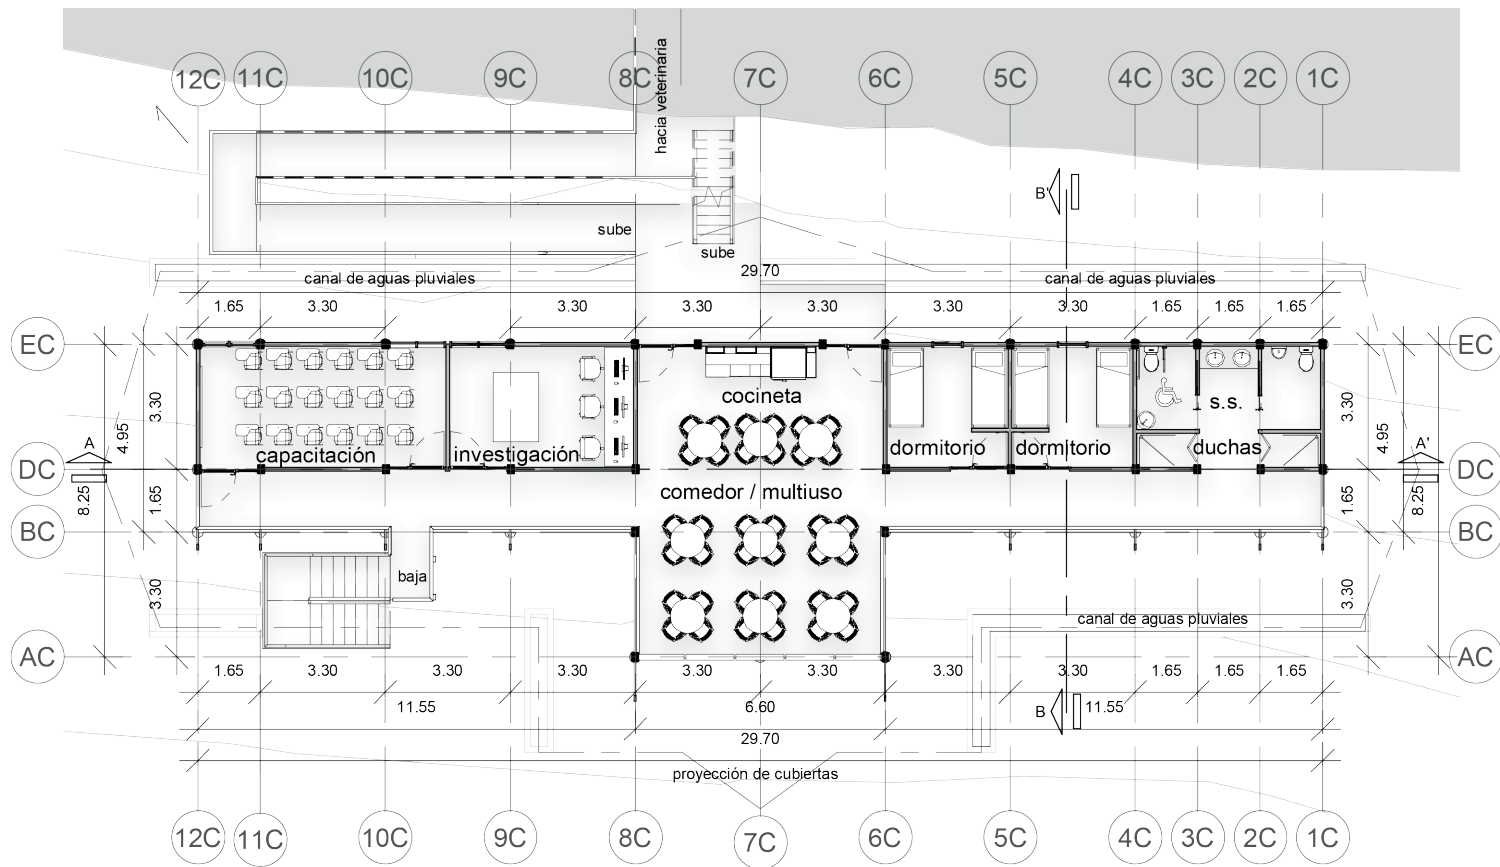 12C 11C 10C 9C 8C 7C 6C 5C 4C 3C 2C 1C
hacia veterinaria
B'
sube
sube
29.70
canal de aguas pluviales
canal de aguas pluviales
1.65 3.30 3.30 3.30 3.30 3.30 3.30 1.65 1.65 1.65
EC
EC
3.30
4.95
cocineta
s.s.
3.30
4.95
capacitación
investigación
dormitorio
dormitorio
duchas
A
A'
DC
DC
8.25
1.65
comedor / multiuso
1.65
8.25
BC
BC
baja
3.30
3.30
canal de aguas pluviales
AC
AC
1.65 3.30 3.30 3.30 3.30 3.30 3.30 3.30 1.65 1.65 1.65
11.55 6.60 B 11.55
29.70
proyección de cubiertas
12C 11C 10C 9C 8C 7C 6C 5C 4C 3C 2C 1C